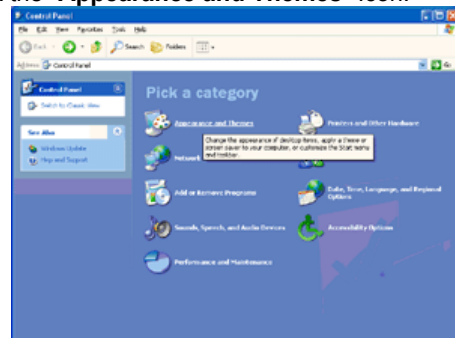 the "Appearance and Themes" icon.
Control Panel
File Edit View Favorites Tools Help
Back Search Folders
Address Control Panel Go
Control Panel
Switch to Classic View
See Also
Windows Update
Help and Support
Pick a category
Appearance and Themes
Printers and Other Hardware
Change the appearance of desktop items, apply a theme or
screen saver to your computer, or customize the Start menu
and taskbar.
Network
Add or Remove Programs
Date, Time, Language, and Regional
Options
Sounds, Speech, and Audio Devices
Accessibility Options
Performance and Maintenance